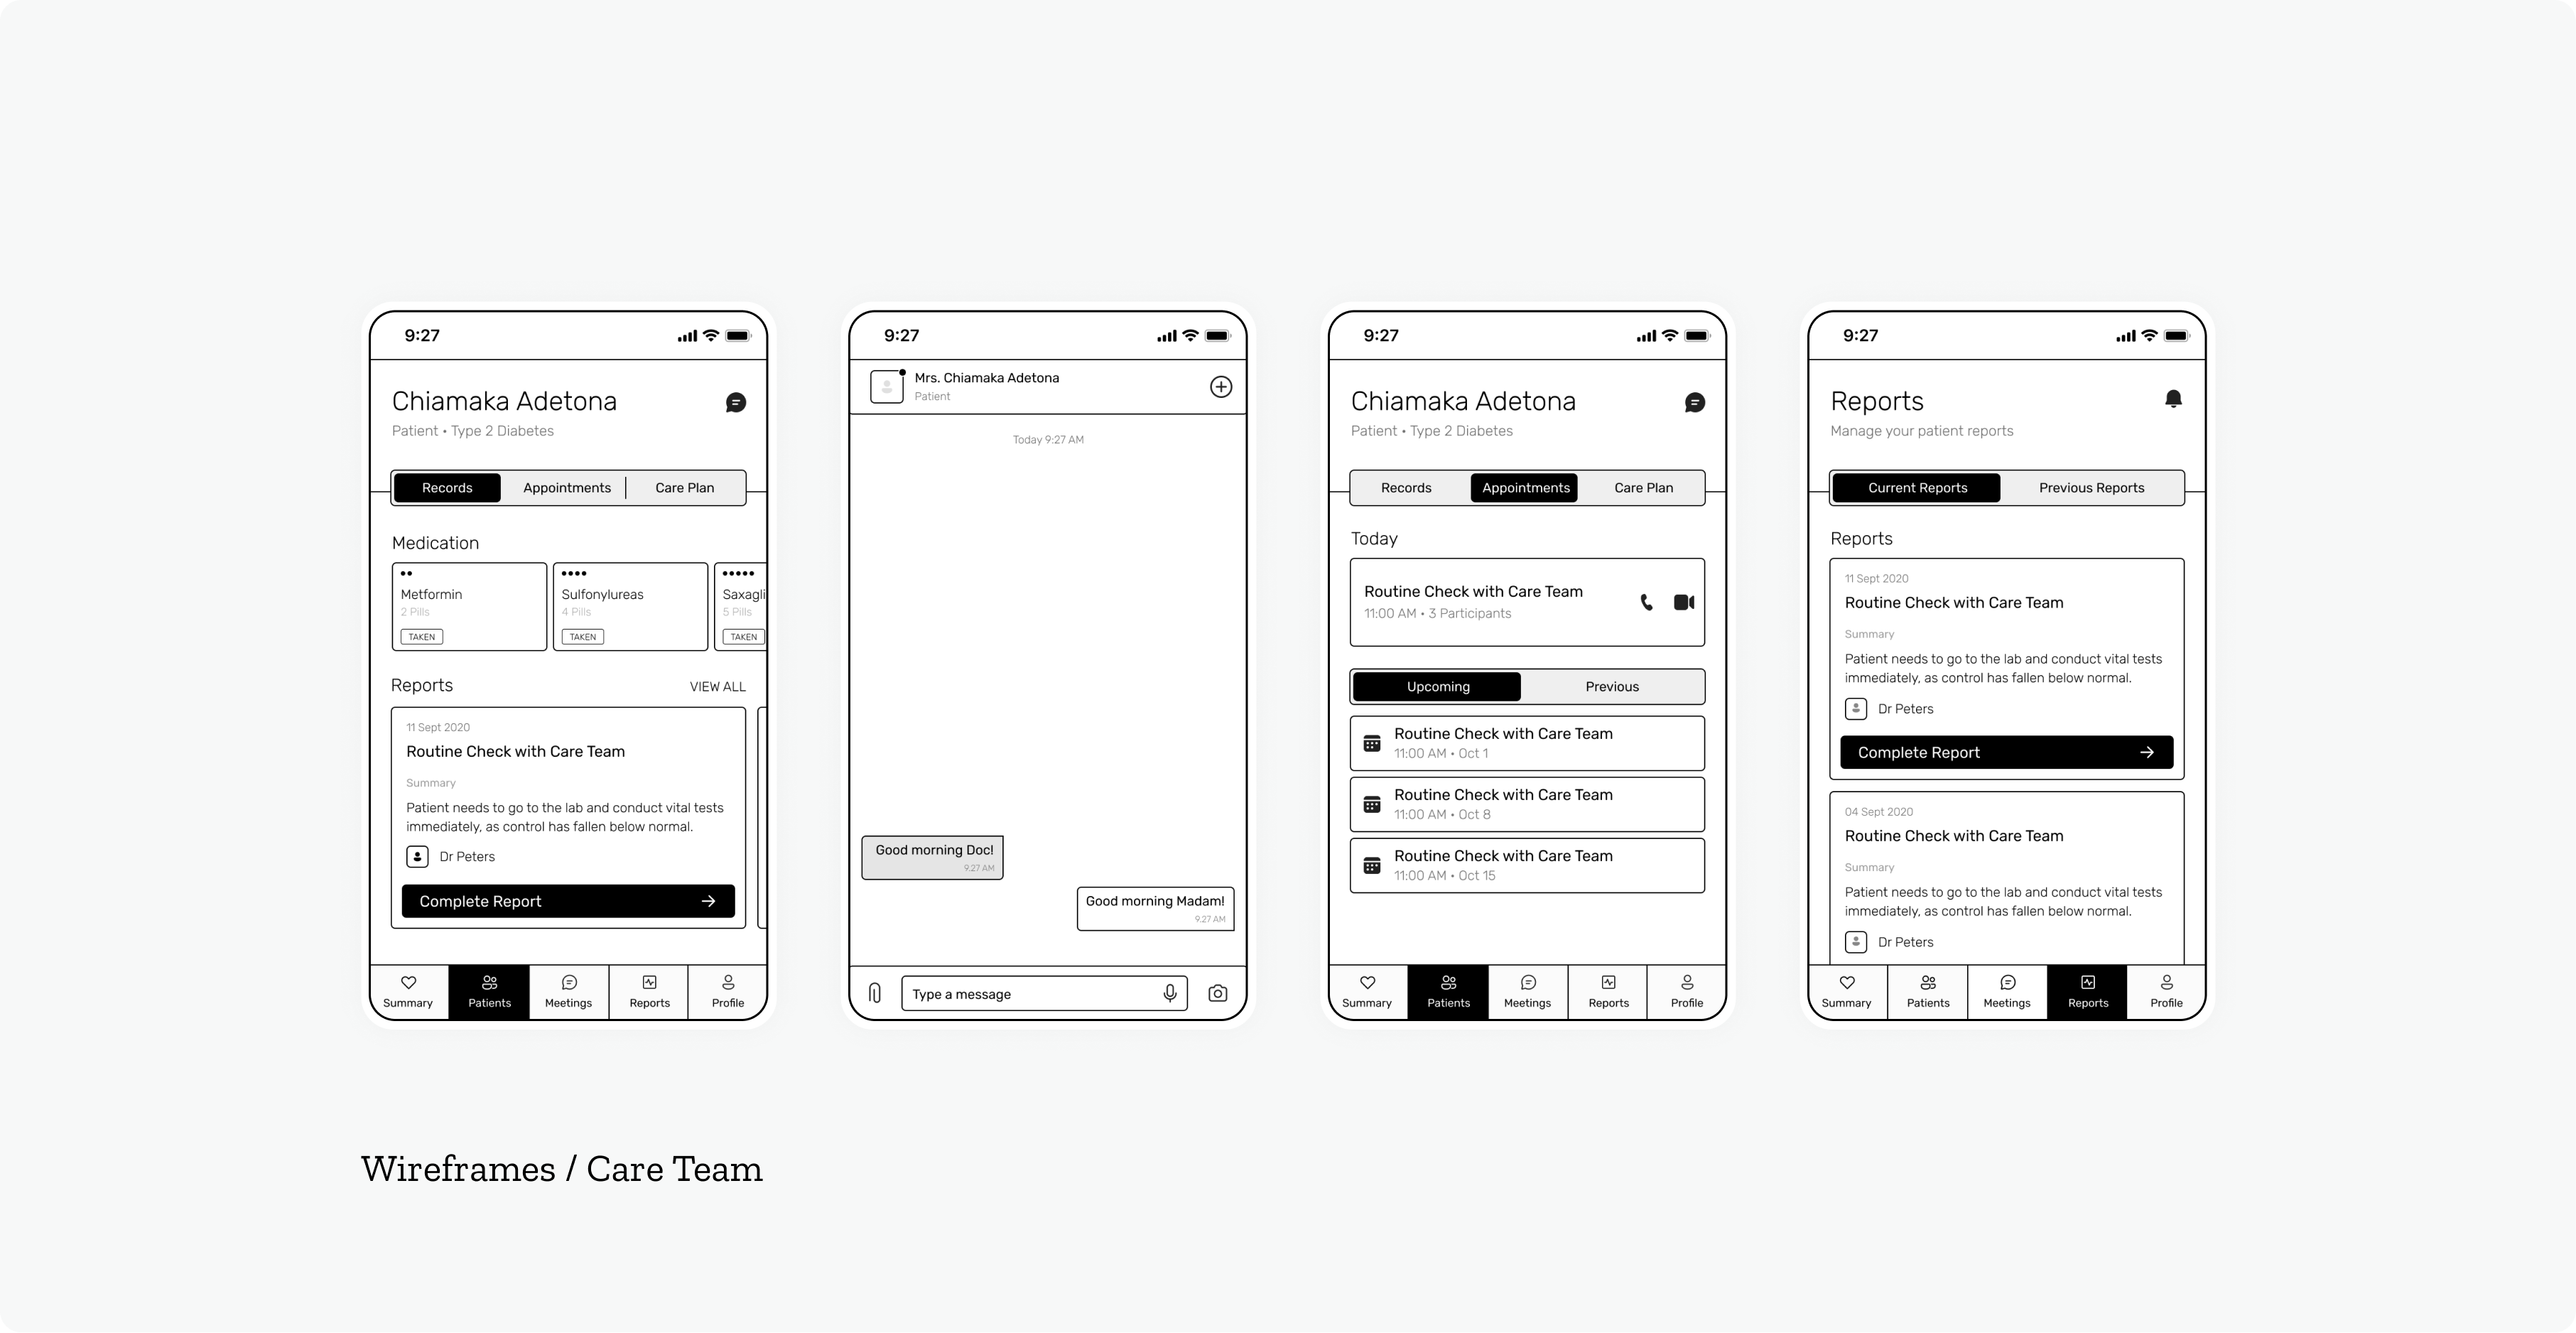 9:27
Chiamaka Adetona
Patient • Type 2 Diabetes
Records Appointments Care Plan
Medication
Metformin
2 Pills
TAKEN
Sulfonylureas
4 Pills
TAKEN
Saxagli
5 Pills
TAKEN
Reports VIEW ALL
11 Sept 2020
Routine Check with Care Team
Summary
Patient needs to go to the lab and conduct vital tests
immediately, as control has fallen below normal.
Dr Peters
Complete Report
Summary Patients Meetings Reports Profile
9:27
Mrs. Chiamaka Adetona
Patient
Today 9:27 AM
Good morning Doc!
9.27 AM
Good morning Madam!
9.27 AM
Type a message
9:27
Chiamaka Adetona
Patient • Type 2 Diabetes
Records Appointments Care Plan
Today
Routine Check with Care Team
11:00 AM • 3 Participants
Upcoming Previous
Routine Check with Care Team
11:00 AM • Oct 1
Routine Check with Care Team
11:00 AM • Oct 8
Routine Check with Care Team
11:00 AM • Oct 15
Summary Patients Meetings Reports Profile
9:27
Reports
Manage your patient reports
Current Reports Previous Reports
Reports
11 Sept 2020
Routine Check with Care Team
Summary
Patient needs to go to the lab and conduct vital tests
immediately, as control has fallen below normal.
Dr Peters
Complete Report
04 Sept 2020
Routine Check with Care Team
Summary
Patient needs to go to the lab and conduct vital tests
immediately, as control has fallen below normal.
Dr Peters
Summary Patients Meetings Reports Profile
Wireframes / Care Team